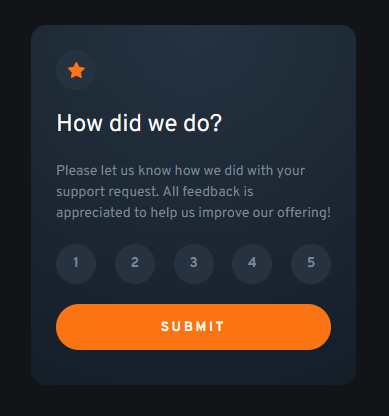 How did we do?
Please let us know how we did with your
support request. All feedback is
appreciated to help us improve our offering!
1 2 3 4 5
SUBMIT